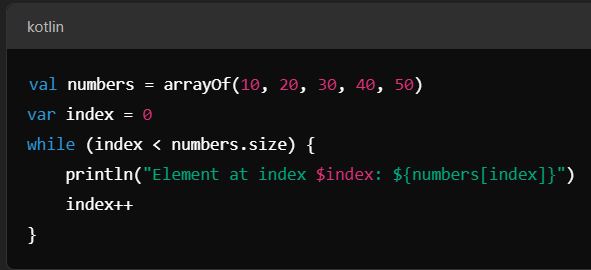 kotlin
val numbers = arrayOf(10, 20, 30, 40, 50)
var index = 0
while (index < numbers.size) {
    println("Element at index $index: ${numbers[index]}")
    index++
}